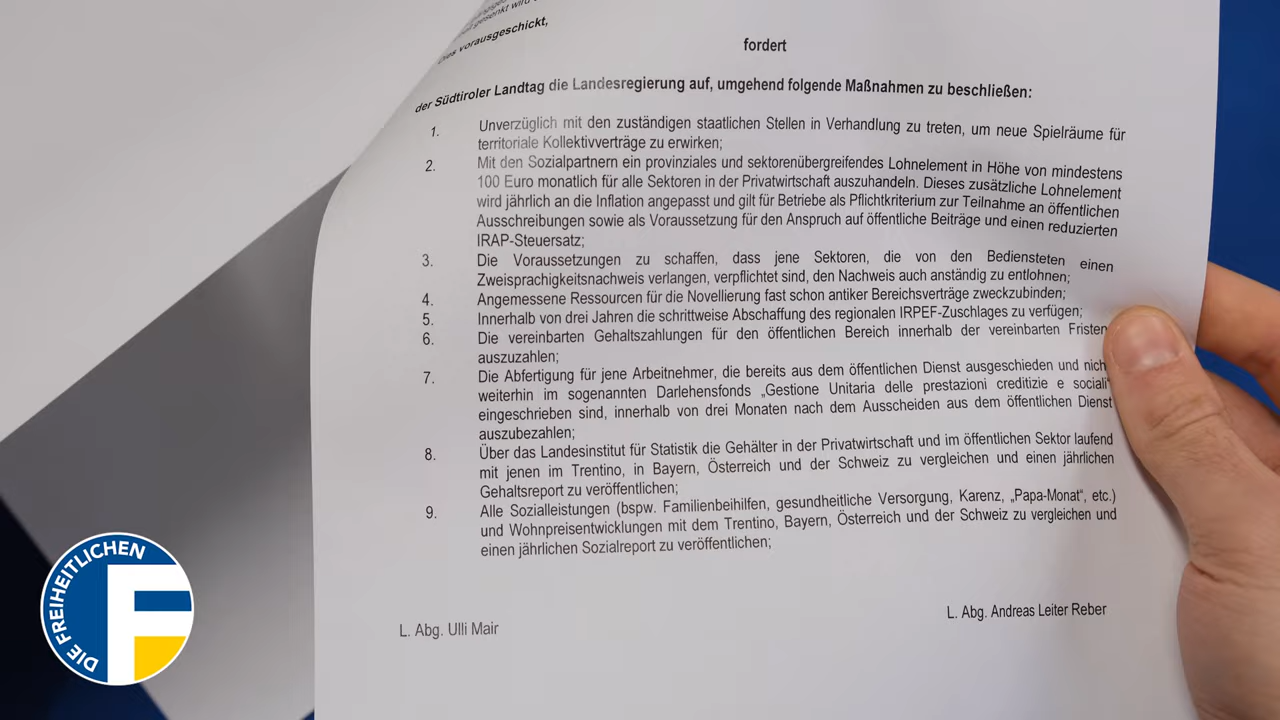 gesenkt wird
vorausgeschickt,
fordert
der Südtiroler Landtag die Landesregierung auf, umgehend folgende Maßnahmen zu beschließen:
1. Unverzüglich mit den zuständigen staatlichen Stellen in Verhandlung zu treten, um neue Spielräume für
territoriale Kollektivverträge zu erwirken;
2. Mit den Sozialpartnern ein provinziales und sektorenübergreifendes Lohnelement in Höhe von mindestens
100 Euro monatlich für alle Sektoren in der Privatwirtschaft auszuhandeln. Dieses zusätzliche Lohnelement
wird jährlich an die Inflation angepasst und gilt für Betriebe als Pflichtkriterium zur Teilnahme an öffentlichen
Ausschreibungen sowie als Voraussetzung für den Anspruch auf öffentliche Beiträge und einen reduzierten
IRAP-Steuersatz;
3. Die Voraussetzungen zu schaffen, dass jene Sektoren, die von den Bediensteten einen
Zweisprachigkeitsnachweis verlangen, verpflichtet sind, den Nachweis auch anständig zu entlohnen;
4. Angemessene Ressourcen für die Novellierung fast schon antiker Bereichsverträge zweckzubinden;
5. Innerhalb von drei Jahren die schrittweise Abschaffung des regionalen IRPEF-Zuschlages zu verfügen;
6. Die vereinbarten Gehaltszahlungen für den öffentlichen Bereich innerhalb der vereinbarten Fristen
auszuzahlen;
7. Die Abfertigung für jene Arbeitnehmer, die bereits aus dem öffentlichen Dienst ausgeschieden und nich
weiterhin im sogenannten Darlehensfonds „Gestione Unitaria delle prestazioni creditizie e sociali“
eingeschrieben sind, innerhalb von drei Monaten nach dem Ausscheiden aus dem öffentlichen Dienst
auszubezahlen;
8. Über das Landesinstitut für Statistik die Gehälter in der Privatwirtschaft und im öffentlichen Sektor laufend
mit jenen im Trentino, in Bayern, Österreich und der Schweiz zu vergleichen und einen jährlichen
Gehaltsreport zu veröffentlichen;
9. Alle Sozialleistungen (bspw. Familienbeihilfen, gesundheitliche Versorgung, Karenz, „Papa-Monat“, etc.)
und Wohnpreisentwicklungen mit dem Trentino, Bayern, Österreich und der Schweiz zu vergleichen und
einen jährlichen Sozialreport zu veröffentlichen;
L. Abg. Ulli Mair
L. Abg. Andreas Leiter Reber
DIE FREIHEITLICHEN
F